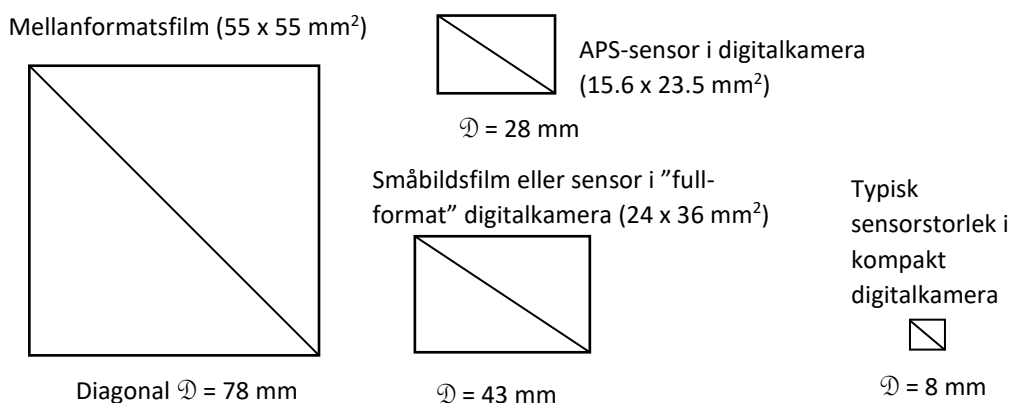 Mellanformatsfilm (55 x 55 mm²)
Diagonal 𝒟 = 78 mm
APS-sensor i digitalkamera
(15.6 x 23.5 mm²)
𝒟 = 28 mm
Småbildsfilm eller sensor i ”full-
format” digitalkamera (24 x 36 mm²)
𝒟 = 43 mm
Typisk
sensorstorlek i
kompakt
digitalkamera
𝒟 = 8 mm